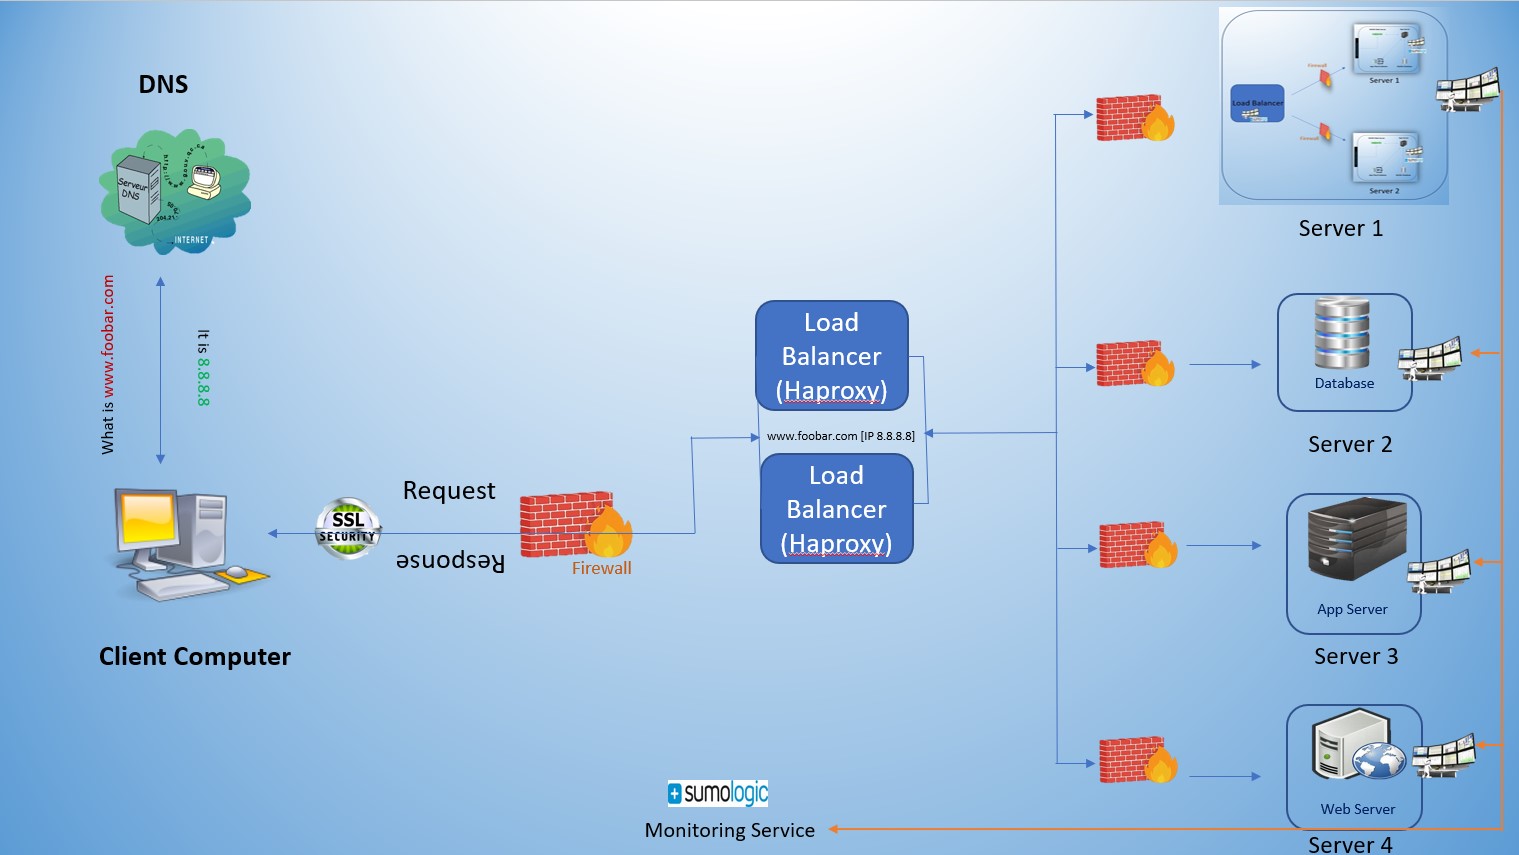 DNS
Serveur
DNS
INTERNET
What is www.foobar.com
It is 8.8.8.8
Client Computer
SSL
SECURITY
Request
Response
Firewall
Load
Balancer
(Haproxy)
www.foobar.com [IP 8.8.8.8]
Load
Balancer
(Haproxy)
Load Balancer
Firewall
Server 1
Firewall
Server 2
Server 1
Database
Server 2
App Server
Server 3
Web Server
Server 4
sumologic
Monitoring Service